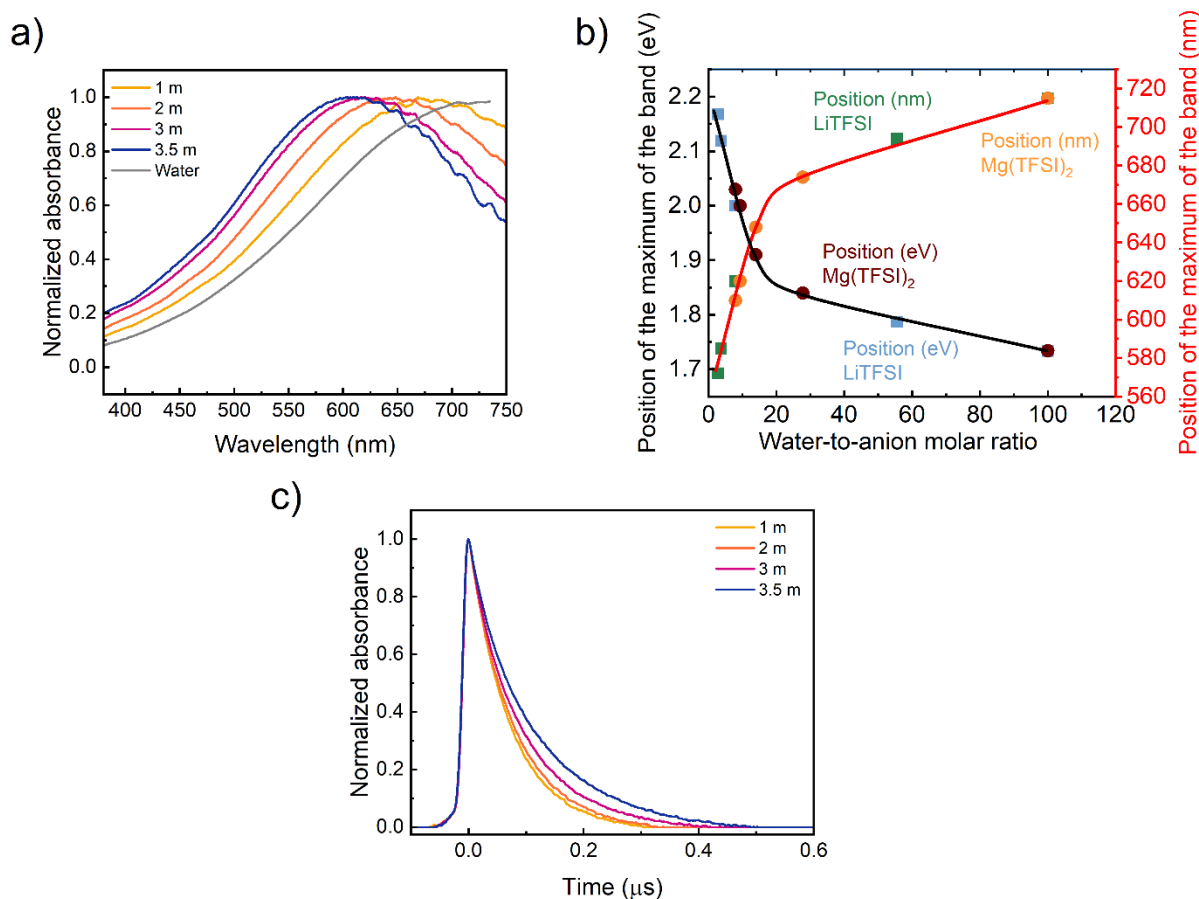 a)
Normalized absorbance
1.0
0.8
0.6
0.4
0.2
0.0
1 m
2 m
3 m
3.5 m
Water
400
450
500
550
600
650
700
750
Wavelength (nm)
b)
Position of the maximum of the band (eV)
2.2
2.1
2.0
1.9
1.8
1.7
Position (nm)
LiTFSI
Position (nm)
Mg(TFSI)₂
Position (eV)
Mg(TFSI)₂
Position (eV)
LiTFSI
720
700
680
660
640
620
600
580
560
Position of the maximum of the band (nm)
0
20
40
60
80
100
120
Water-to-anion molar ratio
c)
Normalized absorbance
1.0
0.8
0.6
0.4
0.2
0.0
1 m
2 m
3 m
3.5 m
0.0
0.2
0.4
0.6
Time (μs)